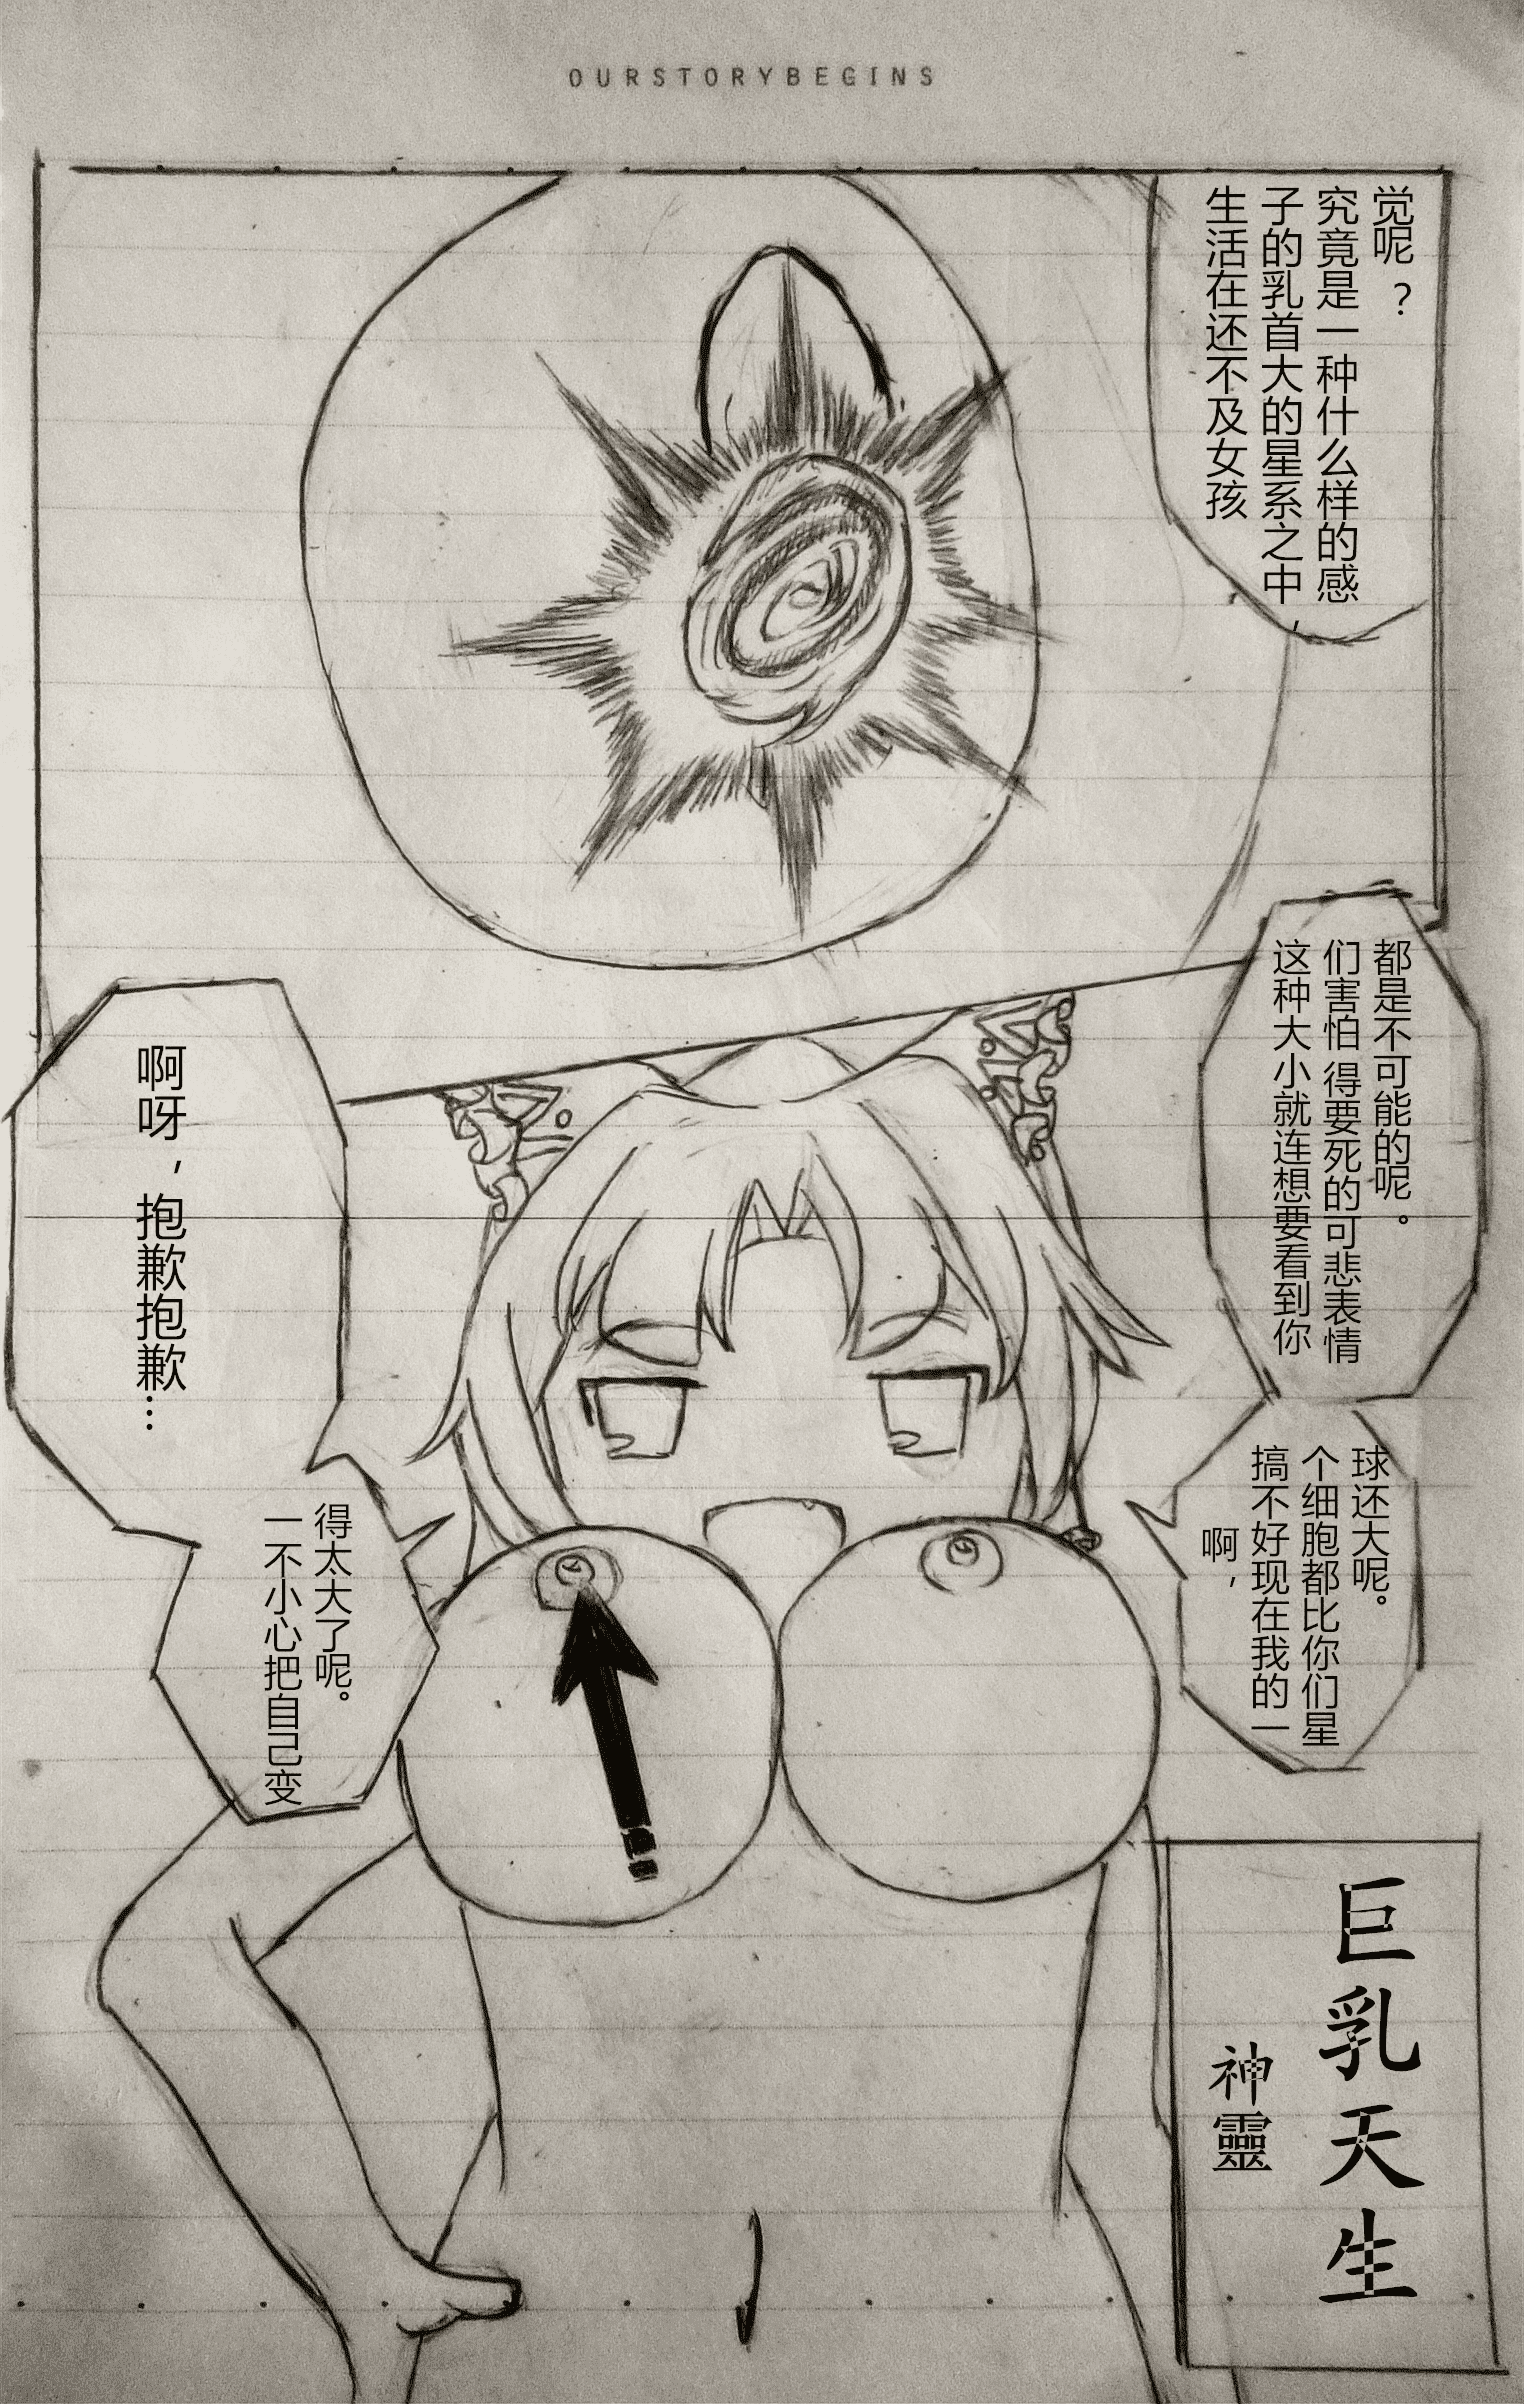 OURSTORYBEGINS
生活在还不及女孩
子的乳首大的星系之中,
究竟是一种什么样的感
觉呢?
啊呀,抱歉抱歉…
一不小心把自己变
得太大了呢。
这种大小就连想要看到你
们害怕 得要死的可悲表情
都是不可能的呢。
啊,
搞不好现在我的一
个细胞都比你们星
球还大呢。
巨乳天生
神靈